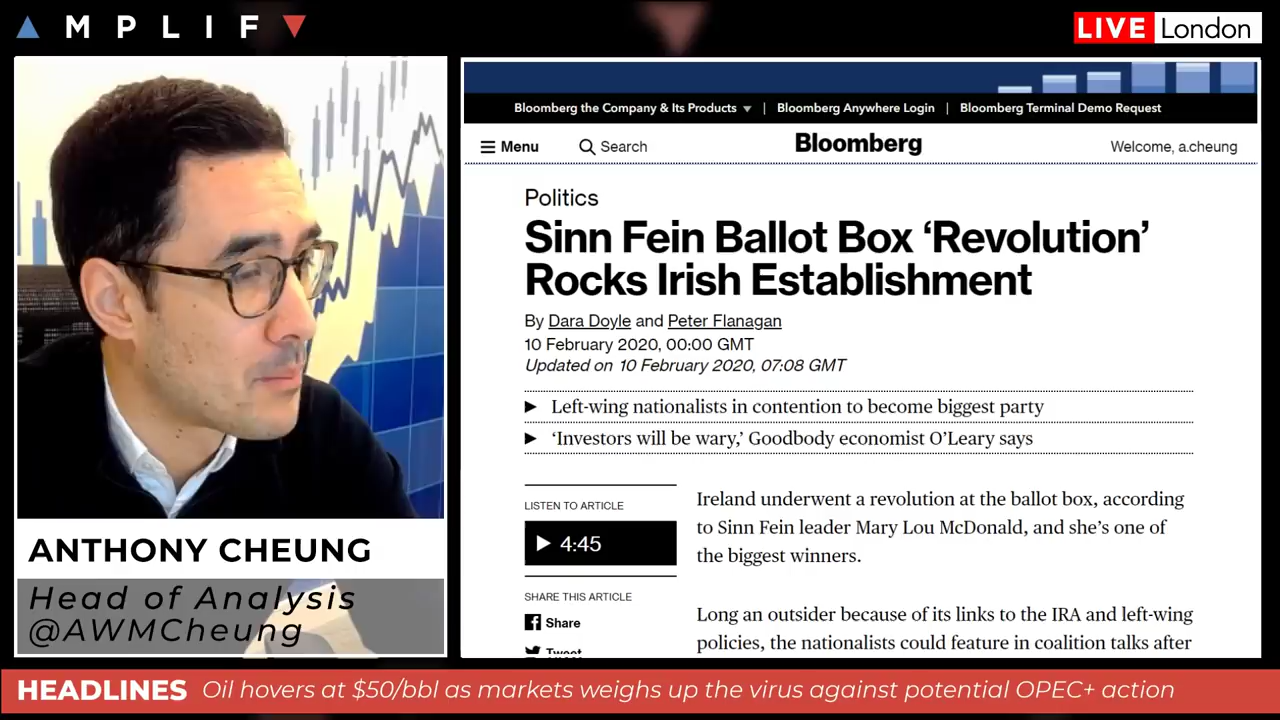 MPLIF
LIVE London
Bloomberg the Company & Its Products | Bloomberg Anywhere Login | Bloomberg Terminal Demo Request
Menu
Search
Bloomberg
Welcome, a.cheung
Politics
Sinn Fein Ballot Box ‘Revolution’
Rocks Irish Establishment
By Dara Doyle and Peter Flanagan
10 February 2020, 00:00 GMT
Updated on 10 February 2020, 07:08 GMT
Left-wing nationalists in contention to become biggest party
‘Investors will be wary,’ Goodbody economist O’Leary says
LISTEN TO ARTICLE
4:45
SHARE THIS ARTICLE
Share
Tweet
Ireland underwent a revolution at the ballot box, according
to Sinn Fein leader Mary Lou McDonald, and she’s one of
the biggest winners.
Long an outsider because of its links to the IRA and left-wing
policies, the nationalists could feature in coalition talks after
ANTHONY CHEUNG
Head of Analysis
@AWMCheung
HEADLINES Oil hovers at $50/bbl as markets weighs up the virus against potential OPEC+ action